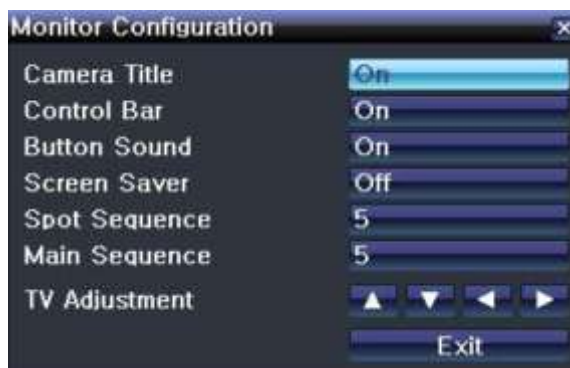 Monitor Configuration x
Camera Title On
Control Bar On
Button Sound On
Screen Saver Off
Spot Sequence 5
Main Sequence 5
TV Adjustment ▲ ▼ ◀ ▶
Exit